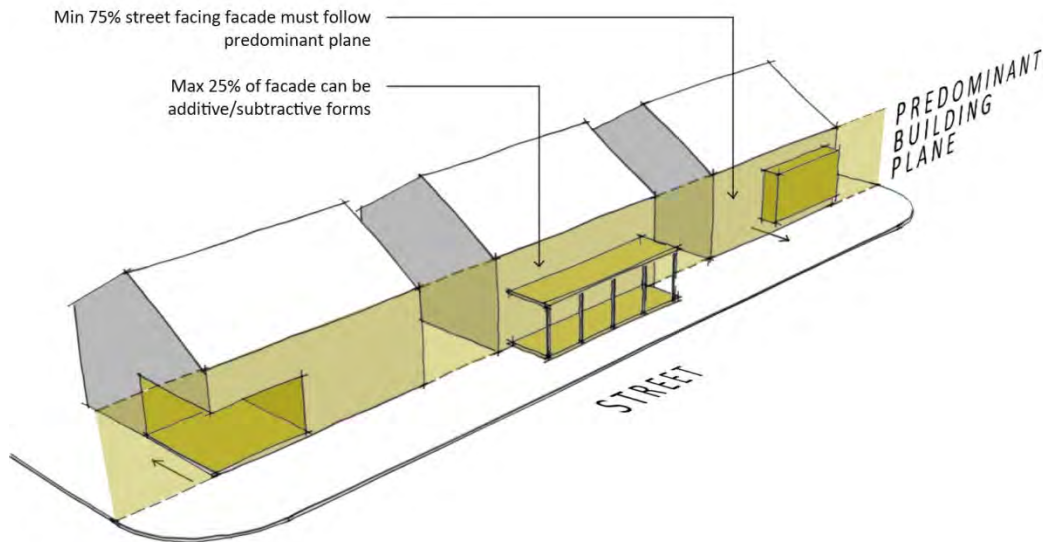 Min 75% street facing facade must follow
predominant plane
Max 25% of facade can be
additive/subtractive forms
PREDOMINANT
BUILDING
PLANE
STREET